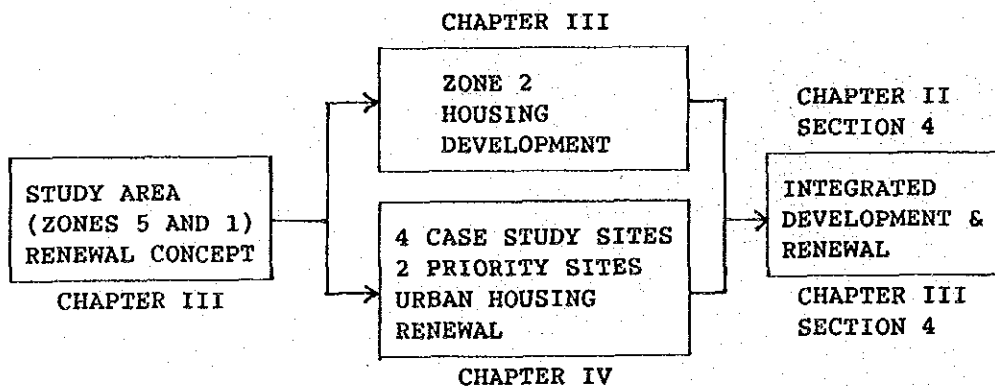 CHAPTER III
ZONE 2
HOUSING
DEVELOPMENT
CHAPTER II
SECTION 4
STUDY AREA
(ZONES 5 AND 1)
RENEWAL CONCEPT
CHAPTER III
4 CASE STUDY SITES
2 PRIORITY SITES
URBAN HOUSING
RENEWAL
CHAPTER IV
INTEGRATED
DEVELOPMENT &
RENEWAL
CHAPTER III
SECTION 4